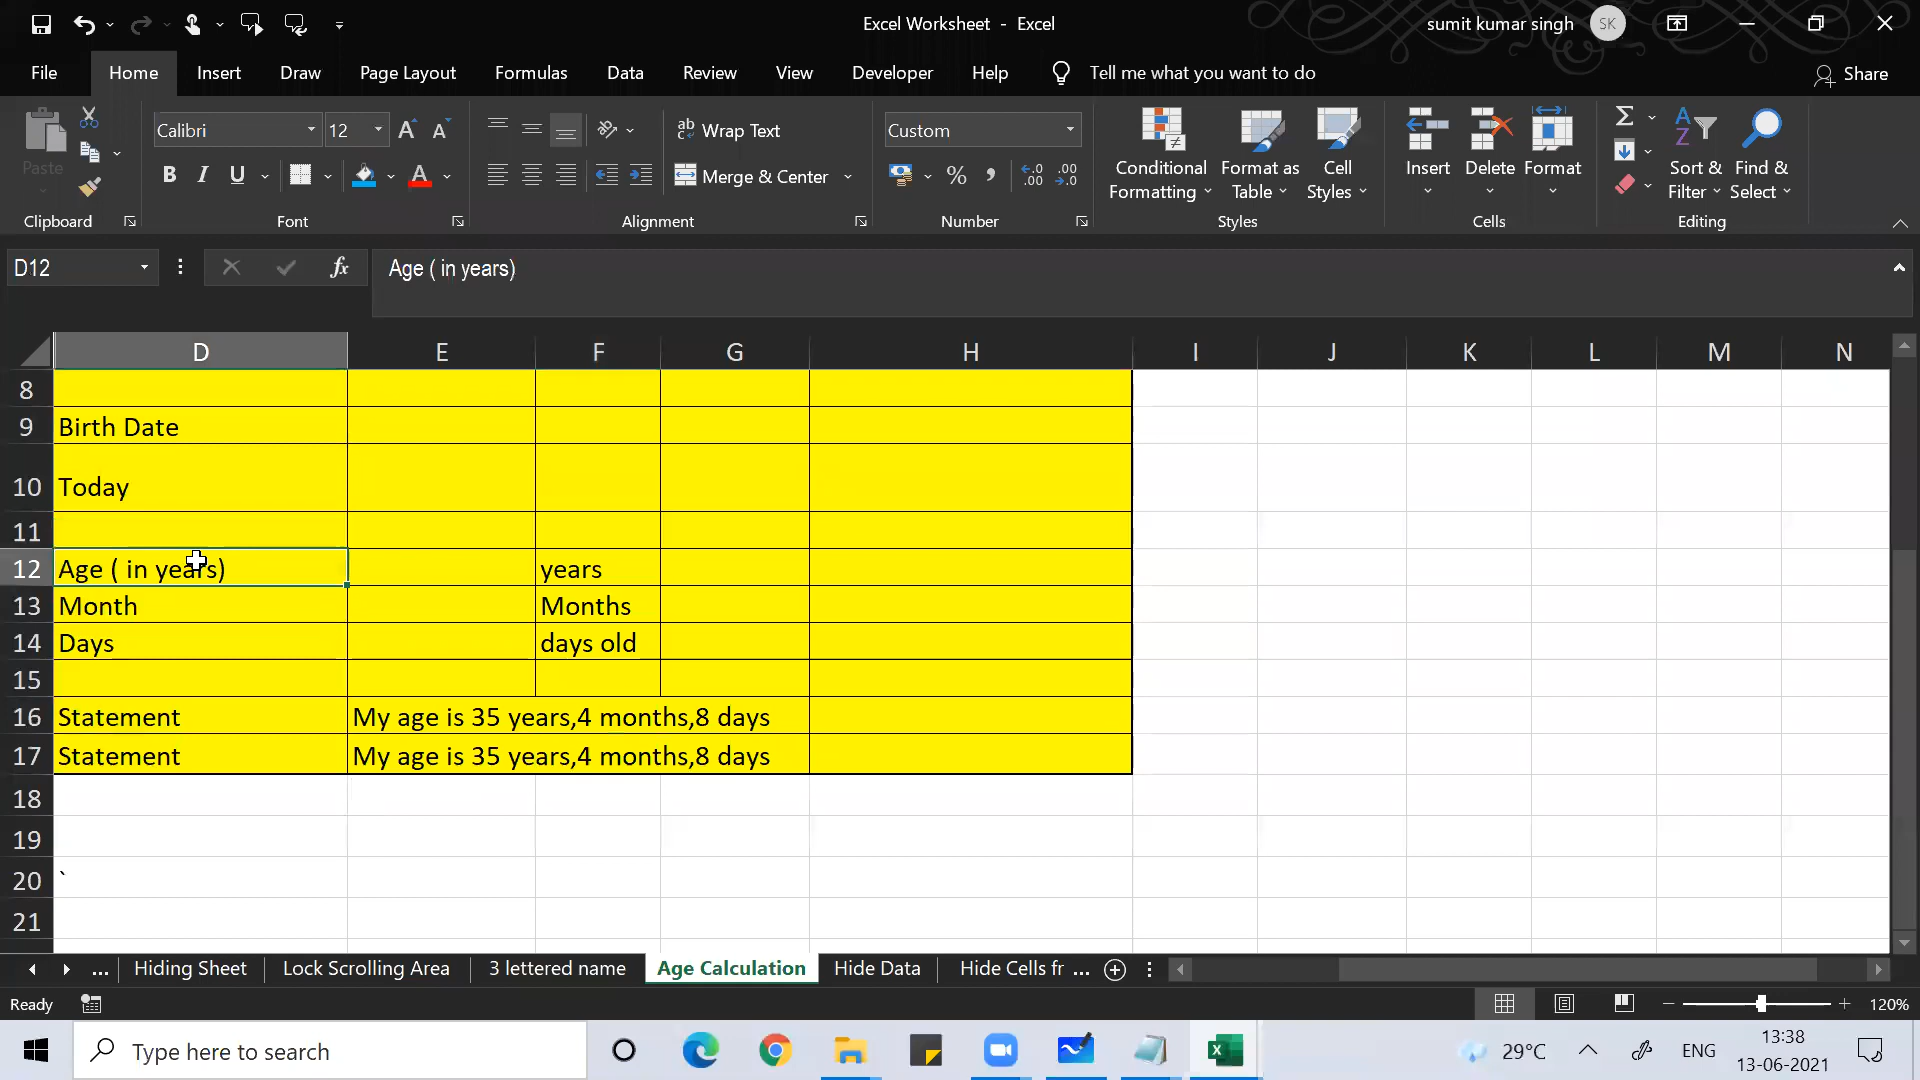 Excel Worksheet - Excel
sumit kumar singh
SK
File
Home
Insert
Draw
Page Layout
Formulas
Data
Review
View
Developer
Help
Tell me what you want to do
Share
Paste
Clipboard
Calibri
12
B I U
Font
Wrap Text
Merge & Center
Alignment
Custom
%
Number
Conditional Formatting
Format as Table
Cell Styles
Styles
Insert
Delete
Format
Cells
Sort & Filter
Find & Select
Editing
D12
fx
Age ( in years)
D E F G H I J K L M N
8
9 Birth Date
10 Today
11
12 Age ( in years) years
13 Month Months
14 Days days old
15
16 Statement My age is 35 years,4 months,8 days
17 Statement My age is 35 years,4 months,8 days
18
19
20 `
21
... Hiding Sheet Lock Scrolling Area 3 lettered name Age Calculation Hide Data Hide Cells fr ...
Ready
120%
Type here to search
29°C
ENG
13:38
13-06-2021